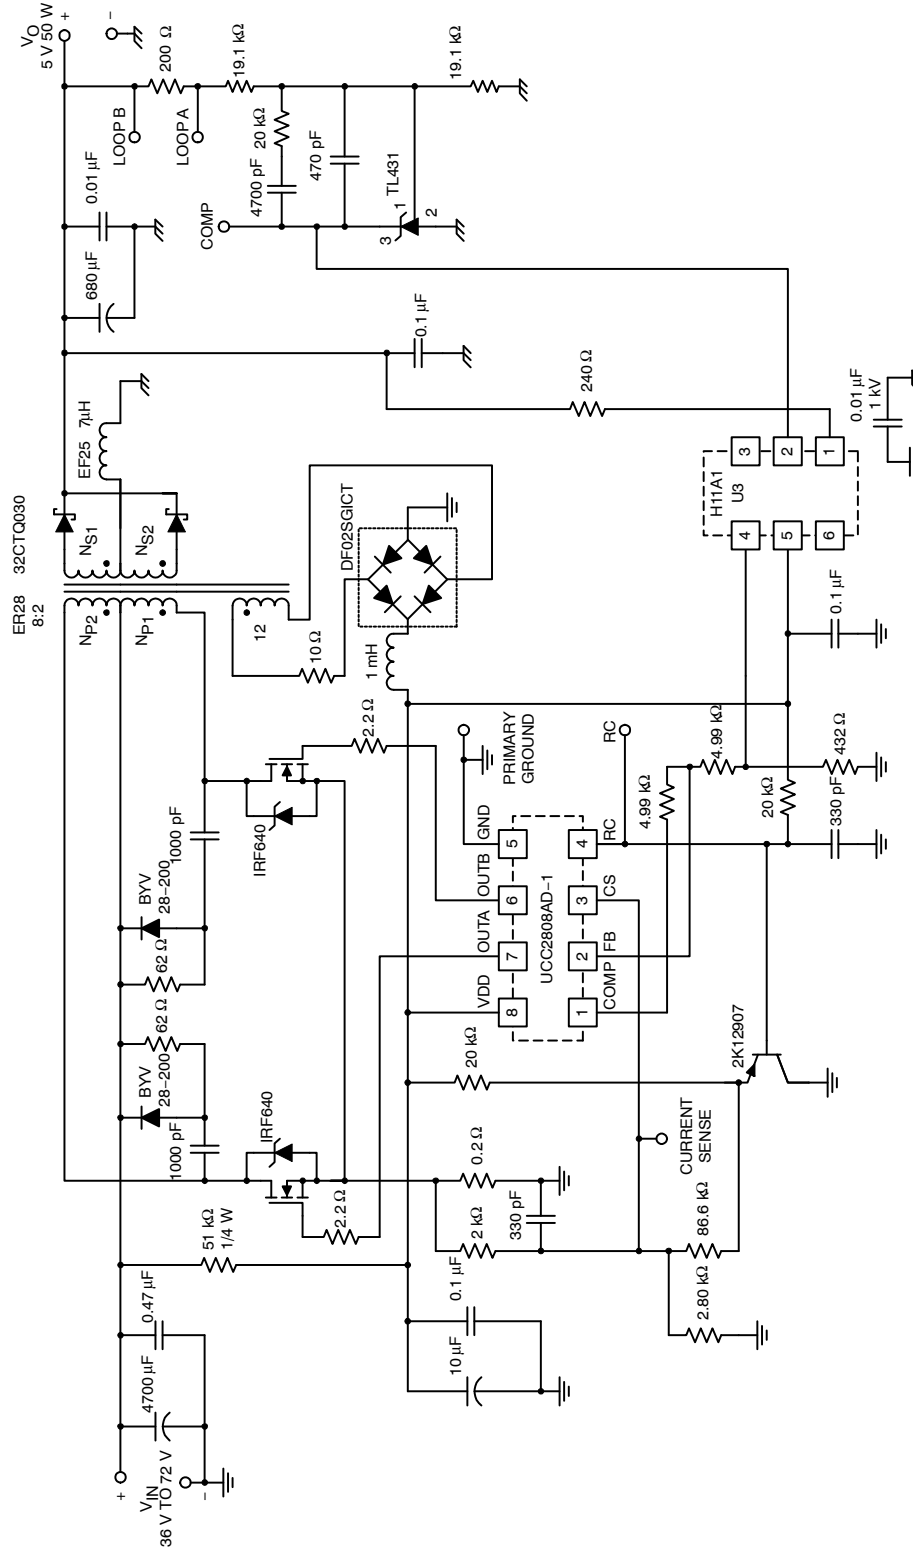 V_IN
36 V TO 72 V
+
–
4700 µF
0.47 µF
51 kΩ
1/4 W
1000 pF
BYV
28–200
62 Ω
62 Ω
BYV
28–200
1000 pF
IRF640
2.2 Ω
IRF640
2.2 Ω
ER28
8:2
32CTQ030
N_P2
N_P1
N_S1
N_S2
12
EF25 7µH
680 µF
0.01 µF
V_O
5 V 50 W
+
–
LOOP B
200 Ω
LOOP A
19.1 kΩ
COMP
4700 pF
20 kΩ
470 pF
TL431
3
1
2
19.1 kΩ
0.1 µF
240 Ω
10 Ω
1 mH
DF02SGICT
10 µF
0.1 µF
2 kΩ
0.2 Ω
330 pF
20 kΩ
VDD
OUTA
OUTB
GND
8
7
6
5
UCC2808AD–1
1
2
3
4
COMP
FB
CS
RC
PRIMARY
GROUND
RC
4.99 kΩ
4.99 kΩ
20 kΩ
432 Ω
330 pF
0.1 µF
2.80 kΩ
86.6 kΩ
CURRENT
SENSE
2K12907
H11A1
U3
4
5
6
3
2
1
0.01 µF
1 kV